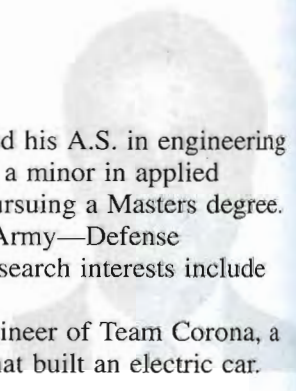 d his A.S. in engineering
a minor in applied
ursuing a Masters degree.
Army—Defense
search interests include
ineer of Team Corona, a
at built an electric car.